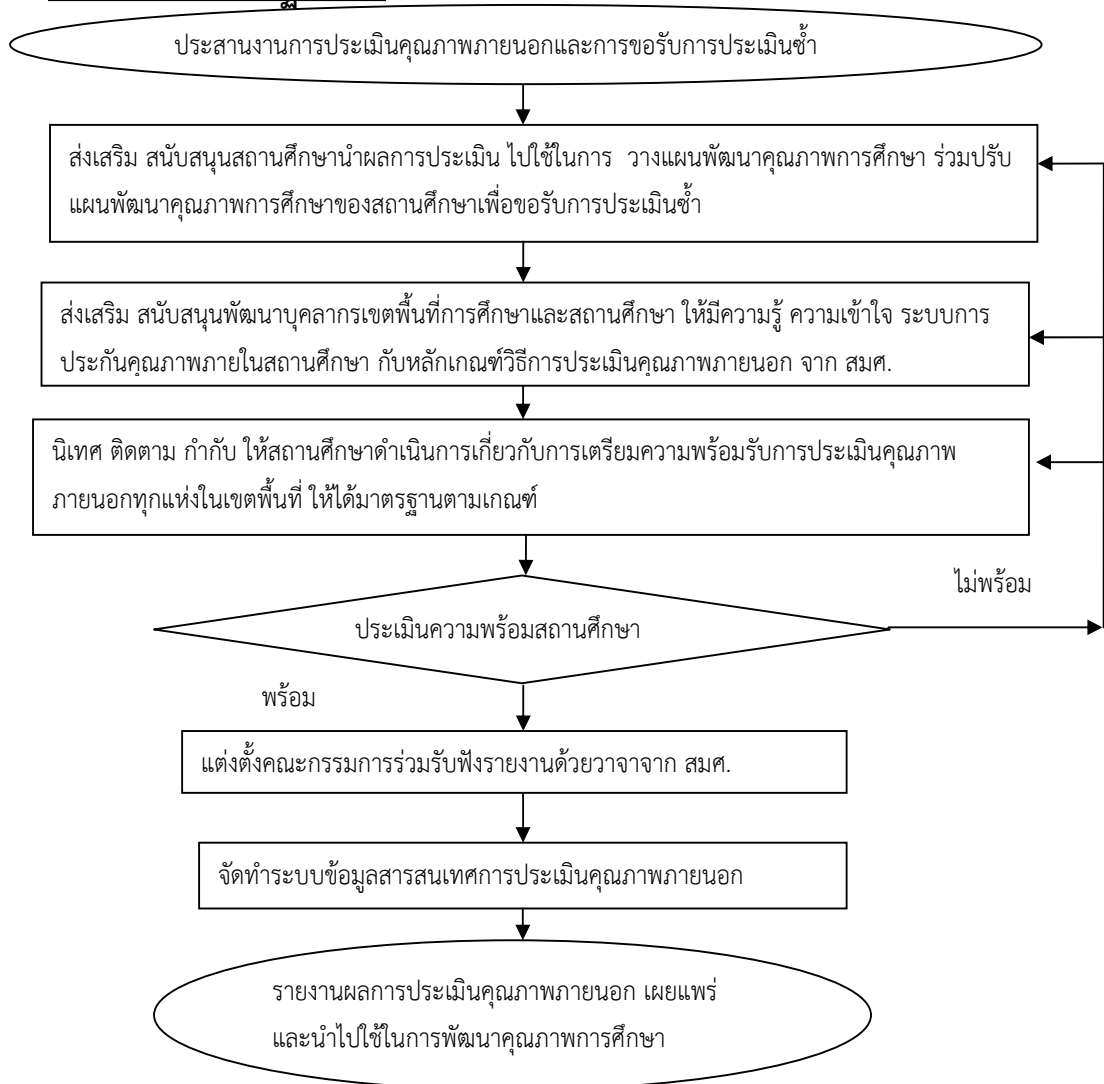 ประสานงานการประเมินคุณภาพภายนอกและการขอรับการประเมินซ้ำ
ส่งเสริม สนับสนุนสถานศึกษานำผลการประเมิน ไปใช้ในการ วางแผนพัฒนาคุณภาพการศึกษา ร่วมปรับ
แผนพัฒนาคุณภาพการศึกษาของสถานศึกษาเพื่อขอรับการประเมินซ้ำ
ส่งเสริม สนับสนุนพัฒนาบุคลากรเขตพื้นที่การศึกษาและสถานศึกษา ให้มีความรู้ ความเข้าใจ ระบบการ
ประกันคุณภาพภายในสถานศึกษา กับหลักเกณฑ์วิธีการประเมินคุณภาพภายนอก จาก สมศ.
นิเทศ ติดตาม กำกับ ให้สถานศึกษาดำเนินการเกี่ยวกับการเตรียมความพร้อมรับการประเมินคุณภาพ
ภายนอกทุกแห่งในเขตพื้นที่ ให้ได้มาตรฐานตามเกณฑ์
ไม่พร้อม
ประเมินความพร้อมสถานศึกษา
พร้อม
แต่งตั้งคณะกรรมการร่วมรับฟังรายงานด้วยวาจาจาก สมศ.
จัดทำระบบข้อมูลสารสนเทศการประเมินคุณภาพภายนอก
รายงานผลการประเมินคุณภาพภายนอก เผยแพร่
และนำไปใช้ในการพัฒนาคุณภาพการศึกษา